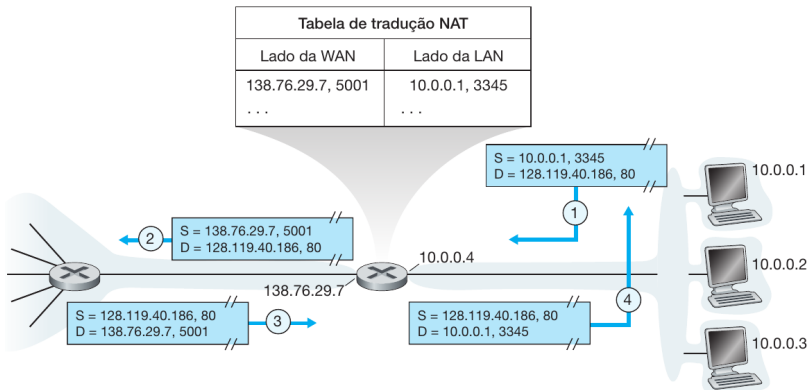 Tabela de tradução NAT
Lado da WAN
Lado da LAN
138.76.29.7, 5001
10.0.0.1, 3345
. . .
. . .
S = 10.0.0.1, 3345
D = 128.119.40.186, 80
10.0.0.1
1
S = 138.76.29.7, 5001
D = 128.119.40.186, 80
2
10.0.0.4
10.0.0.2
138.76.29.7
4
S = 128.119.40.186, 80
D = 138.76.29.7, 5001
3
S = 128.119.40.186, 80
D = 10.0.0.1, 3345
10.0.0.3